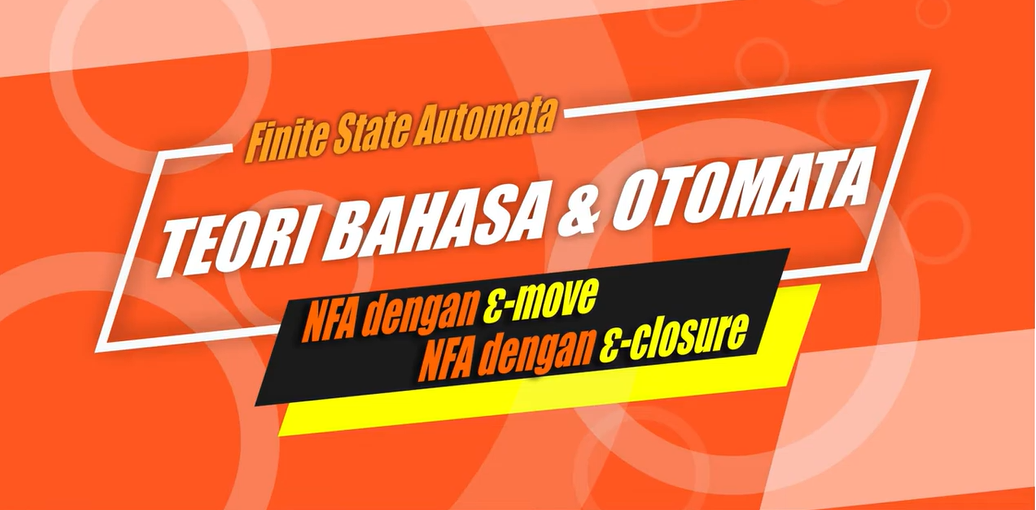 Finite State Automata
TEORI BAHASA & OTOMATA
NFA dengan ε-move
NFA dengan ε-closure